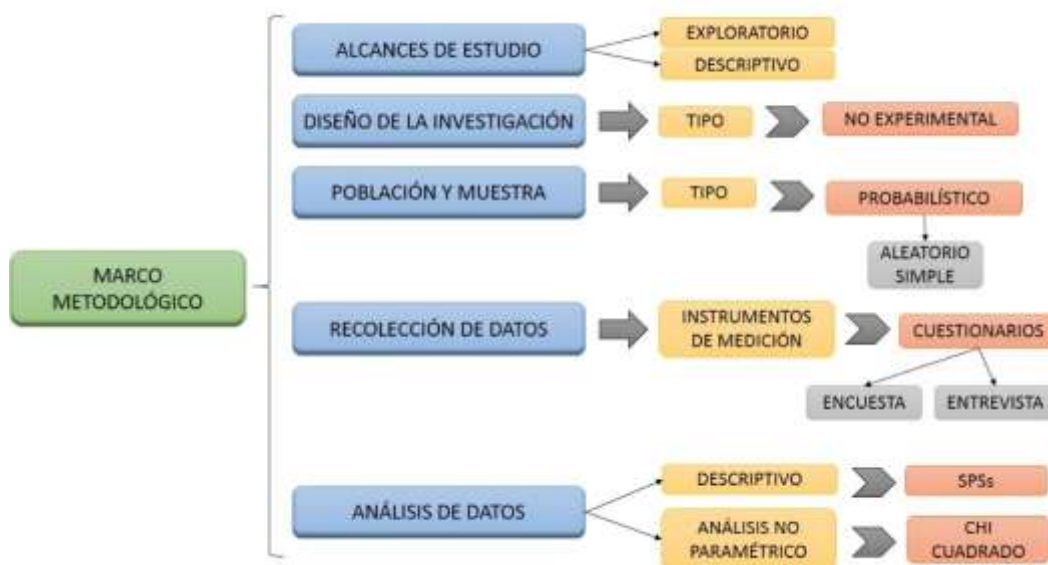 ALCANCES DE ESTUDIO
EXPLORATORIO
DESCRIPTIVO
DISEÑO DE LA INVESTIGACIÓN
TIPO
NO EXPERIMENTAL
POBLACIÓN Y MUESTRA
TIPO
PROBABILÍSTICO
ALEATORIO
SIMPLE
MARCO
METODOLÓGICO
RECOLECCIÓN DE DATOS
INSTRUMENTOS
DE MEDICIÓN
CUESTIONARIOS
ENCUESTA
ENTREVISTA
ANÁLISIS DE DATOS
DESCRIPTIVO
SPSs
ANÁLISIS NO
PARAMÉTRICO
CHI
CUADRADO